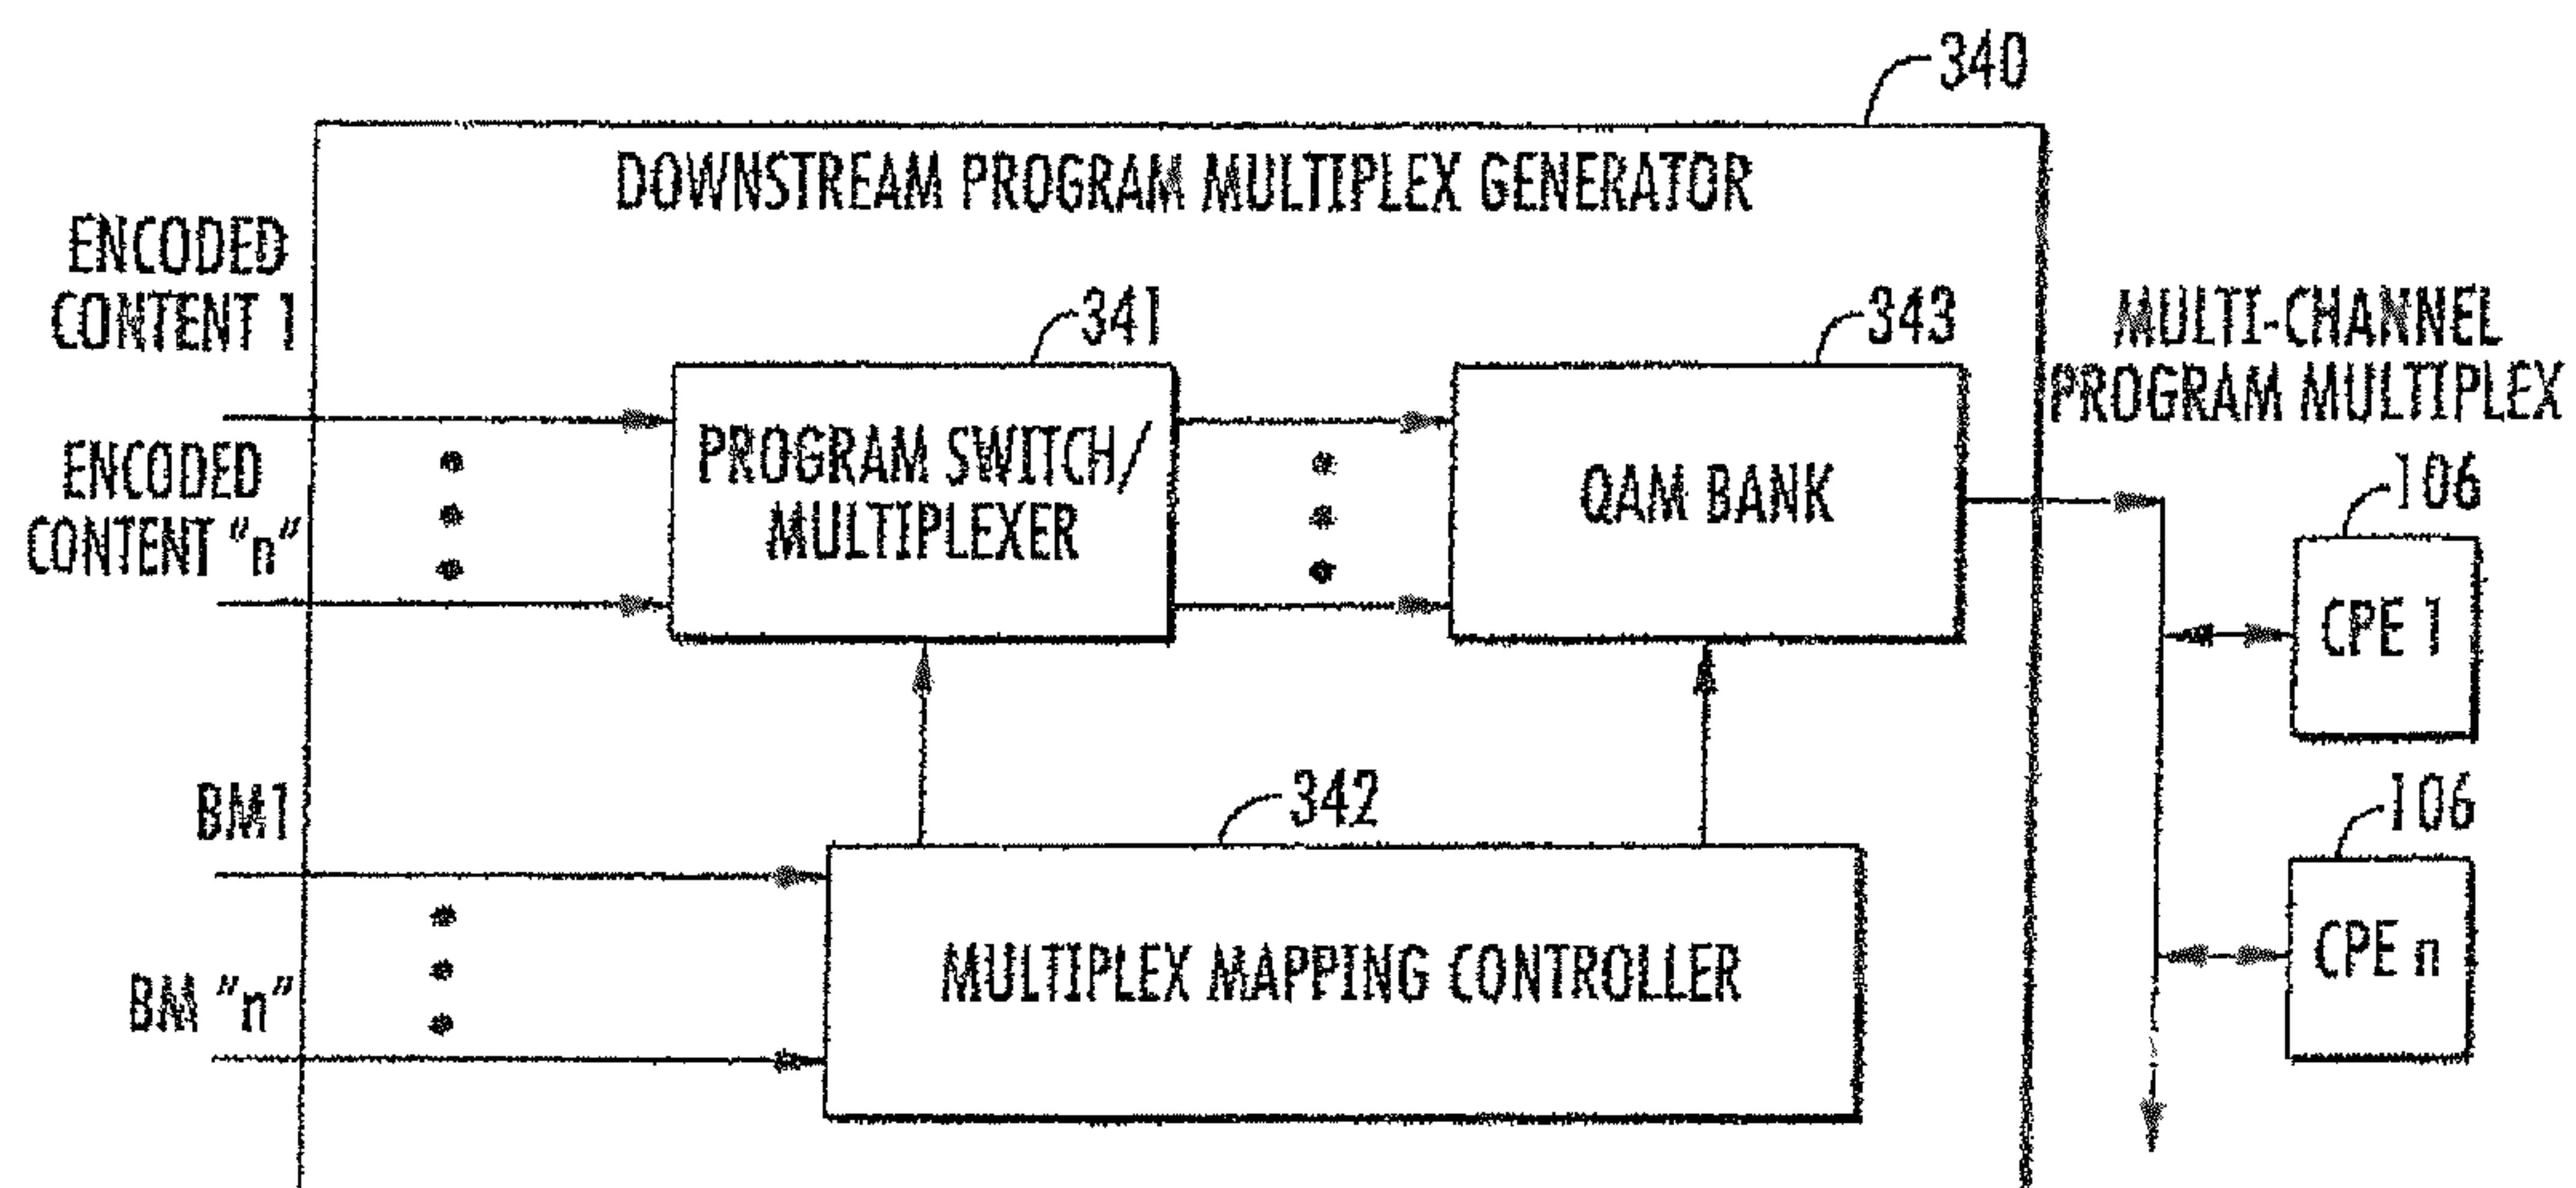 340
DOWNSTREAM PROGRAM MULTIPLEX GENERATOR
ENCODED
CONTENT 1
ENCODED
CONTENT "n"
341
PROGRAM SWITCH/
MULTIPLEXER
343
QAM BANK
MULTI-CHANNEL
PROGRAM MULTIPLEX
106
CPE 1
106
CPE n
BM1
BM "n"
342
MULTIPLEX MAPPING CONTROLLER